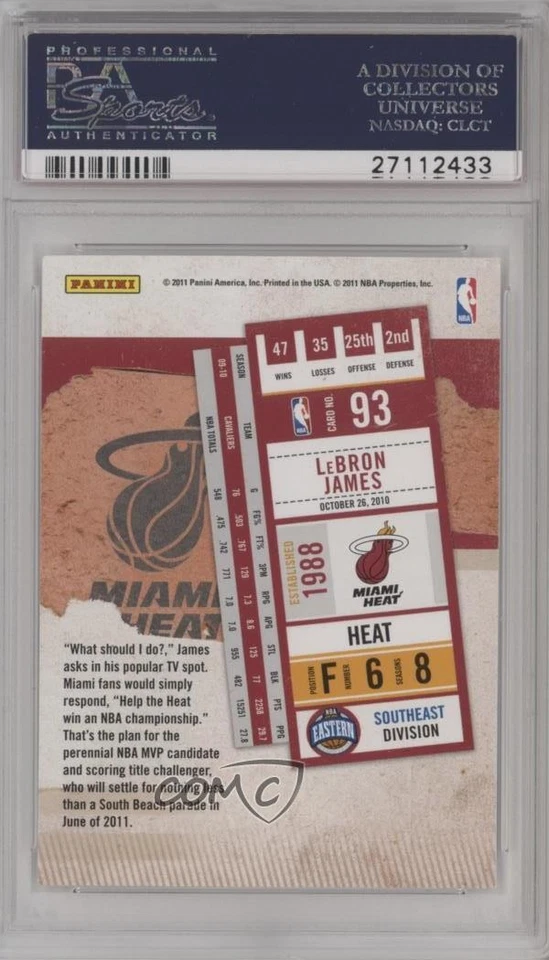 PROFESSIONAL
PSA
Sports
AUTHENTICATOR
A DIVISION OF
COLLECTORS
UNIVERSE
NASDAQ: CLCT
27112433
PANINI
© 2011 Panini America, Inc. Printed in the USA. © 2011 NBA Properties, Inc.
NBA
47 35 25th 2nd
WINS LOSSES OFFENSE DEFENSE
NBA
CARD NO. 93
LEBRON
JAMES
OCTOBER 26, 2010
ESTABLISHED
1988
MIAMI
HEAT
HEAT
POSITION F NUMBER 6 SEASONS 8
NBA
EASTERN
SOUTHEAST
DIVISION
SEASON TEAM G FG% FT% 3PM RPG APG STL BLK PTS PPG
09-10 CAVALIERS 76 .503 .767 129 7.3 8.6 125 77 2258 29.7
NBA TOTALS 548 .475 .742 771 7.0 7.0 955 482 15251 27.8
MIAMI
HEAT
"What should I do?," James
asks in his popular TV spot.
Miami fans would simply
respond, "Help the Heat
win an NBA championship."
That's the plan for the
perennial NBA MVP candidate
and scoring title challenger,
who will settle for nothing less
than a South Beach parade in
June of 2011.
COMC